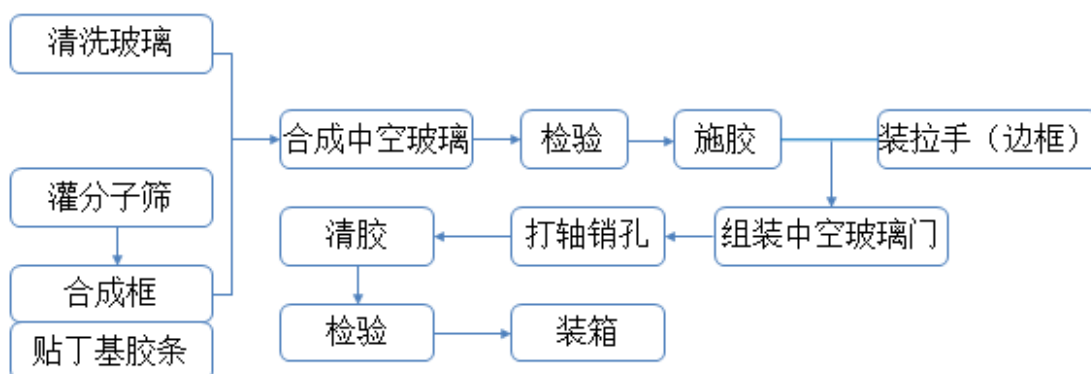 清洗玻璃
合成中空玻璃
检验
施胶
装拉手（边框）
灌分子筛
清胶
打轴销孔
组装中空玻璃门
合成框
检验
装箱
贴丁基胶条